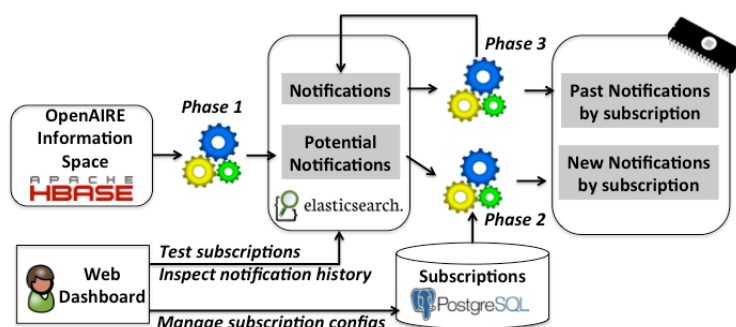 Phase 3
Phase 1
Notifications
Past Notifications
by subscription
OpenAIRE
Information
Space
APACHE
HBASE
Potential
Notifications
New Notifications
by subscription
elasticsearch.
Phase 2
Test subscriptions
Inspect notification history
Web
Dashboard
Subscriptions
PostgreSQL
Manage subscription configs